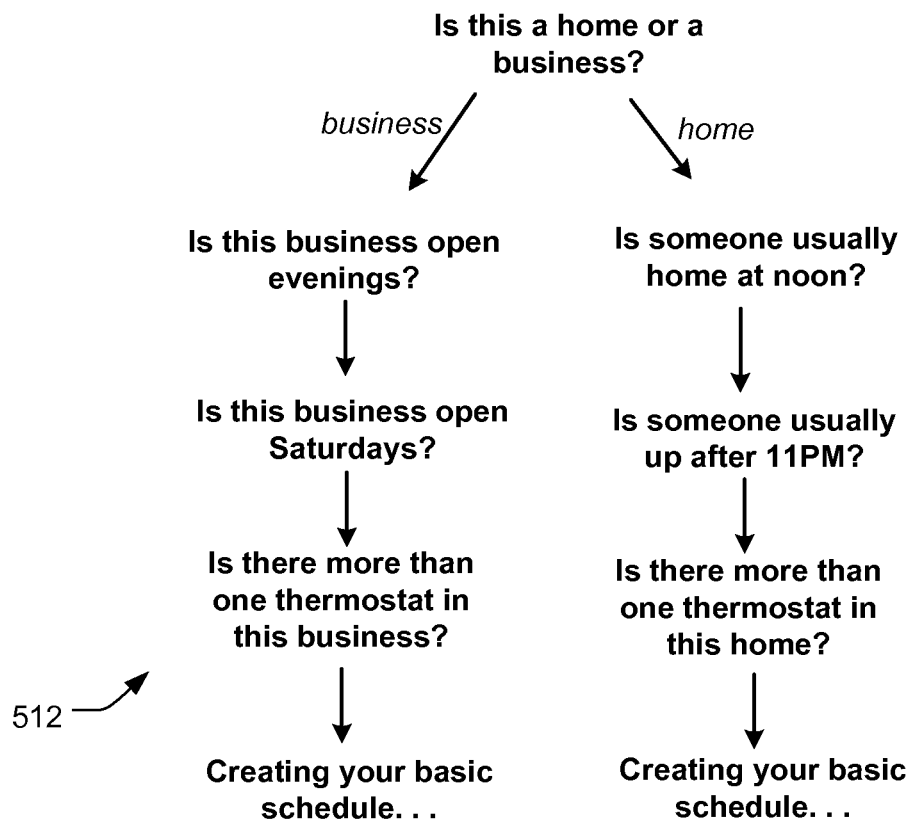 Is this a home or a
business?
business
home
Is this business open
evenings?
Is someone usually
home at noon?
Is this business open
Saturdays?
Is someone usually
up after 11PM?
Is there more than
one thermostat in
this business?
Is there more than
one thermostat in
this home?
512
Creating your basic
schedule. . .
Creating your basic
schedule. . .